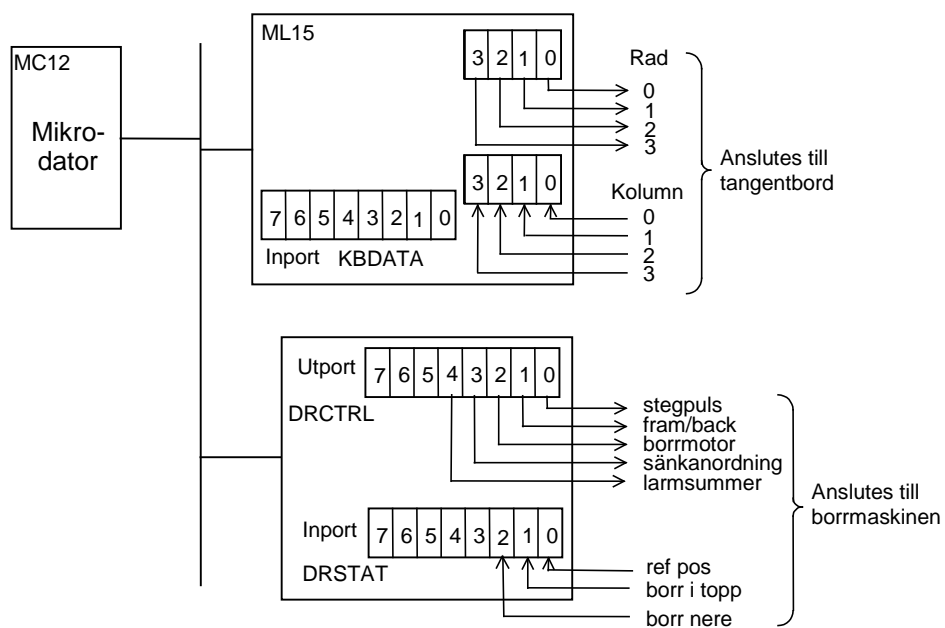 MC12
Mikro-
dator
ML15
3 2 1 0
Rad
0
1
2
3
3 2 1 0
Kolumn
0
1
2
3
7 6 5 4 3 2 1 0
Inport KBDATA
Anslutes till
tangentbord
Utport
7 6 5 4 3 2 1 0
DRCTRL
stegpuls
fram/back
borrmotor
sänkanordning
larmsummer
Inport
7 6 5 4 3 2 1 0
DRSTAT
ref pos
borr i topp
borr nere
Anslutes till
borrmaskinen